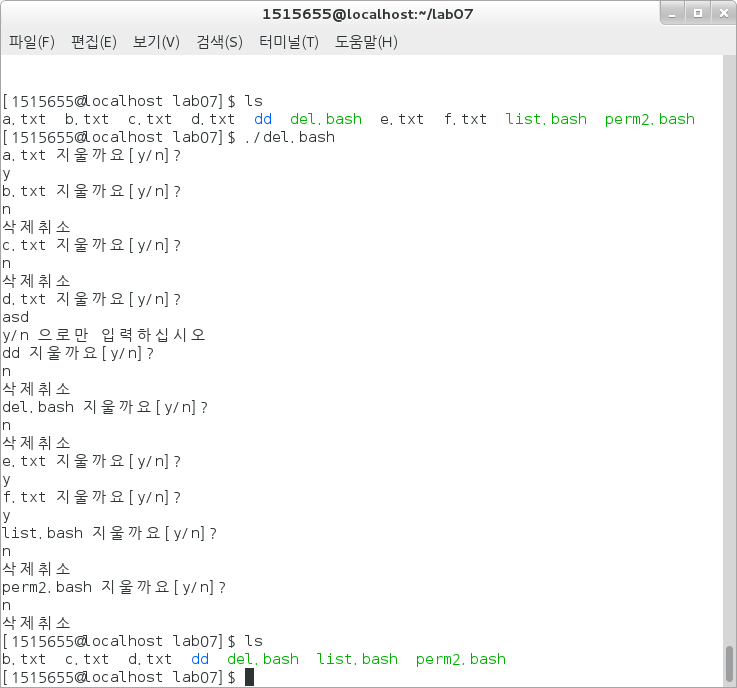 1515655@localhost:~/lab07
파일(F) 편집(E) 보기(V) 검색(S) 터미널(T) 도움말(H)
[1515655@localhost lab07]$ ls
a.txt b.txt c.txt d.txt dd del.bash e.txt f.txt list.bash perm2.bash
[1515655@localhost lab07]$ ./del.bash
a.txt 지울까요[y/n]?
y
b.txt 지울까요[y/n]?
n
삭제취소
c.txt 지울까요[y/n]?
n
삭제취소
d.txt 지울까요[y/n]?
asd
y/n 으로만 입력하십시오
dd 지울까요[y/n]?
n
삭제취소
del.bash 지울까요[y/n]?
n
삭제취소
e.txt 지울까요[y/n]?
y
f.txt 지울까요[y/n]?
y
list.bash 지울까요[y/n]?
n
삭제취소
perm2.bash 지울까요[y/n]?
n
삭제취소
[1515655@localhost lab07]$ ls
b.txt c.txt d.txt dd del.bash list.bash perm2.bash
[1515655@localhost lab07]$